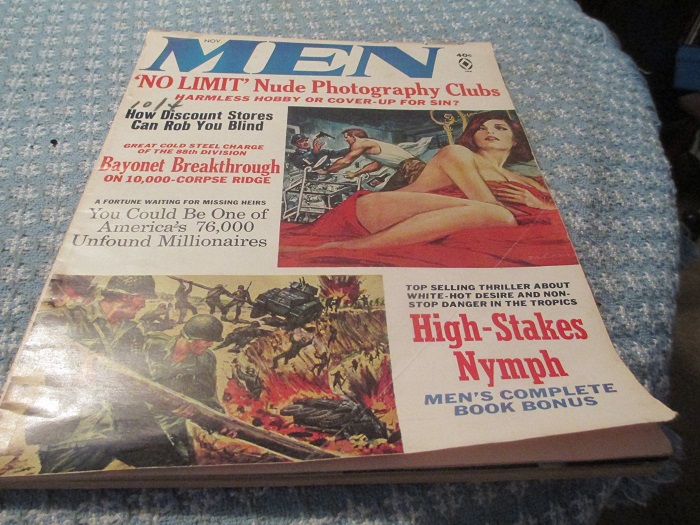 NOV.
MEN
40¢
'NO LIMIT' Nude Photography Clubs
HARMLESS HOBBY OR COVER-UP FOR SIN?
How Discount Stores
Can Rob You Blind
GREAT COLD STEEL CHARGE
OF THE 88th DIVISION
Bayonet Breakthrough
ON 10,000-CORPSE RIDGE
A FORTUNE WAITING FOR MISSING HEIRS
You Could Be One of
America's 76,000
Unfound Millionaires
TOP SELLING THRILLER ABOUT
WHITE-HOT DESIRE AND NON-
STOP DANGER IN THE TROPICS
High-Stakes
Nymph
MEN'S COMPLETE
BOOK BONUS